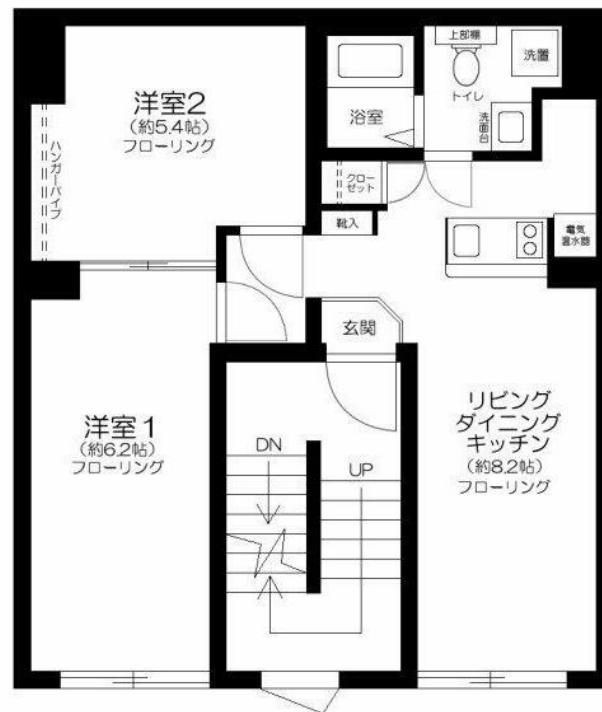 上部棚
洗置
トイレ
洋室2
(約5.4帖)
フローリング
浴室
洗面台
ハンガーパイプ
クロー
ゼット
靴入
電気
温水器
玄関
リビング
ダイニング
キッチン
(約8.2帖)
フローリング
洋室1
(約6.2帖)
フローリング
DN
UP